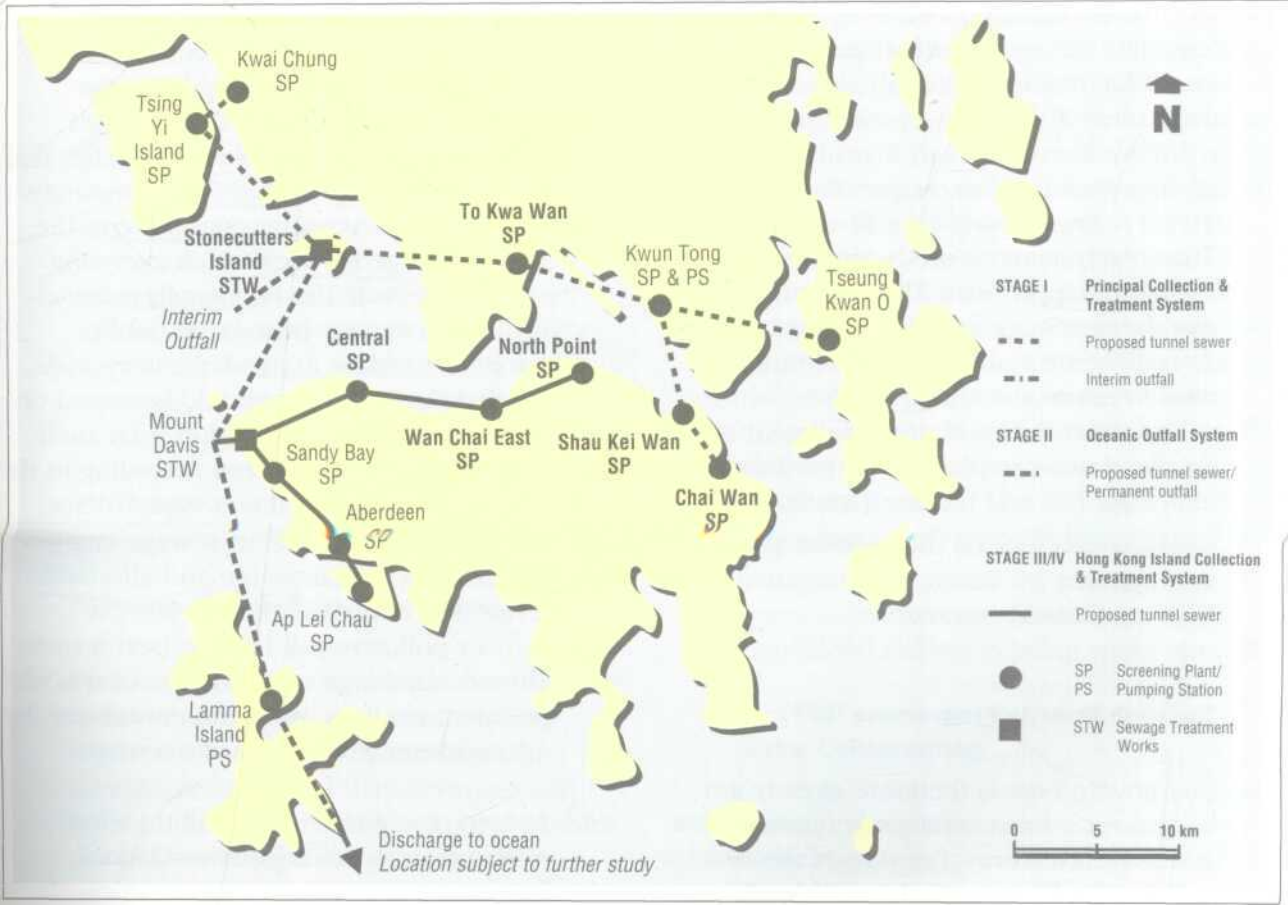 Kwai Chung
SP
Tsing
Yi
Island
SP
N
To Kwa Wan
SP
Stonecutters
Island
STW
Kwun Tong
SP & PS
Tseung
Kwan O
SP
Interim
Outfall
Central
SP
North Point
SP
Mount
Davis
STW
Sandy Bay
SP
Wan Chai East
SP
Shau Kei Wan
SP
Chai Wan
SP
Aberdeen
SP
Ap Lei Chau
SP
Lamma
Island
PS
Discharge to ocean
Location subject to further study
STAGE I Principal Collection &
Treatment System
Proposed tunnel sewer
Interim outfall
STAGE II Oceanic Outfall System
Proposed tunnel sewer/
Permanent outfall
STAGE III/IV Hong Kong Island Collection
& Treatment System
Proposed tunnel sewer
SP Screening Plant/
PS Pumping Station
STW Sewage Treatment
Works
0 5 10 km